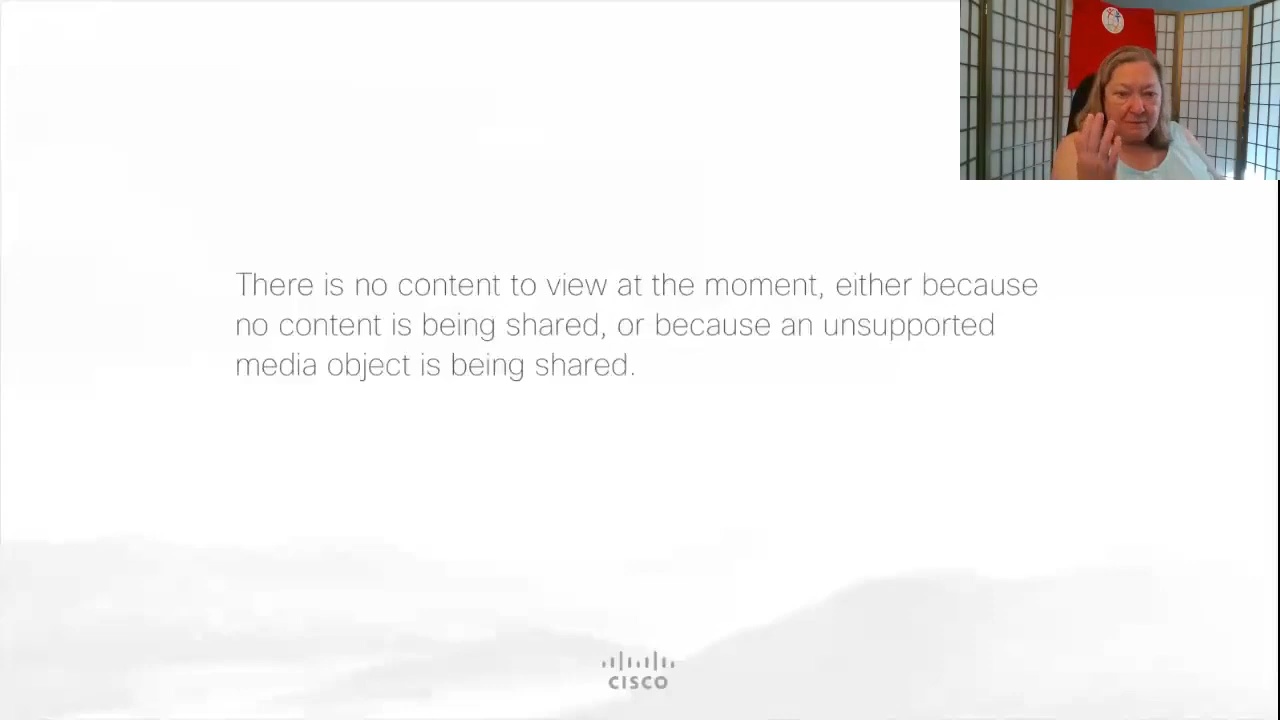 There is no content to view at the moment, either because
no content is being shared, or because an unsupported
media object is being shared.
CISCO